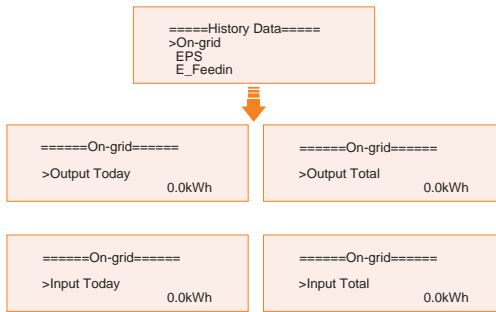 =====History Data=====
>On-grid
EPS
E_Feedin
======On-grid======
>Output Today
0.0kWh
======On-grid======
>Output Total
0.0kWh
======On-grid======
>Input Today
0.0kWh
======On-grid======
>Input Total
0.0kWh